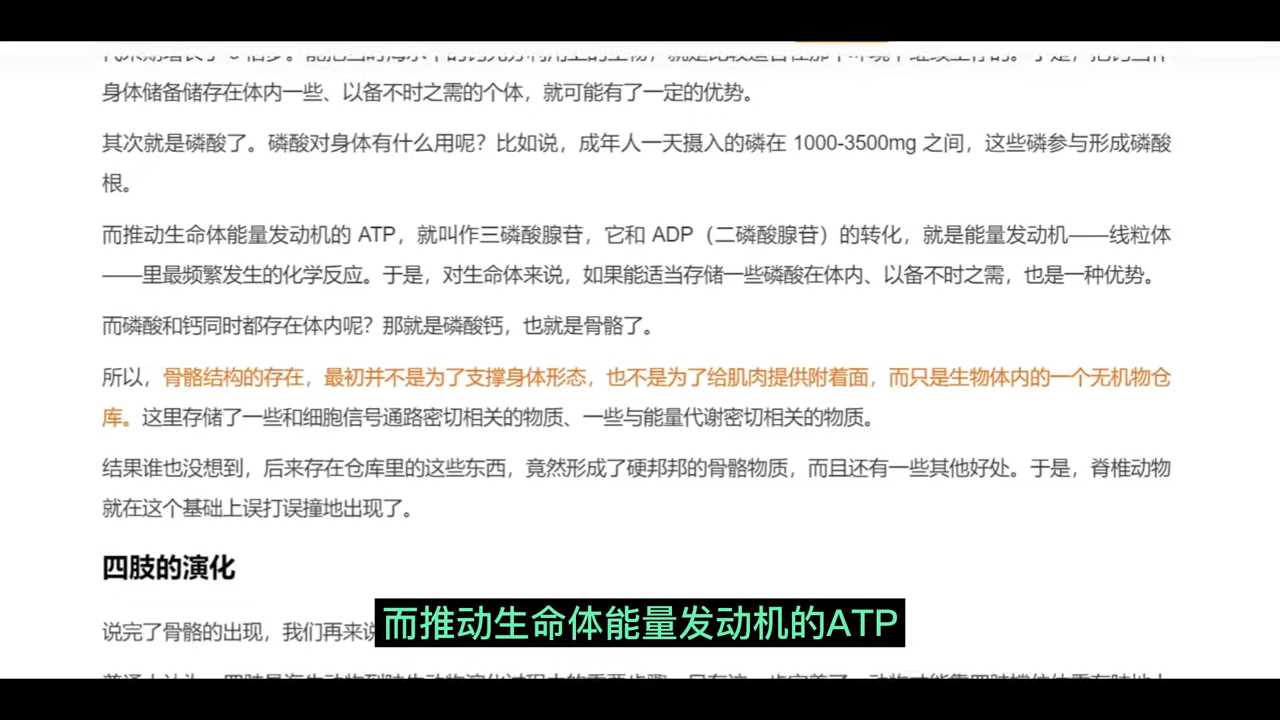 身体储备储存在体内一些、以备不时之需的个体，就可能有了一定的优势。
其次就是磷酸了。磷酸对身体有什么用呢？比如说，成年人一天摄入的磷在 1000-3500mg 之间，这些磷参与形成磷酸
根。
而推动生命体能量发动机的 ATP，就叫作三磷酸腺苷，它和 ADP（二磷酸腺苷）的转化，就是能量发动机——线粒体
——里最频繁发生的化学反应。于是，对生命体来说，如果能适当存储一些磷酸在体内、以备不时之需，也是一种优势。
而磷酸和钙同时都存在体内呢？那就是磷酸钙，也就是骨骼了。
所以，骨骼结构的存在，最初并不是为了支撑身体形态，也不是为了给肌肉提供附着面，而只是生物体内的一个无机物仓
库。这里存储了一些和细胞信号通路密切相关的物质、一些与能量代谢密切相关的物质。
结果谁也没想到，后来存在仓库里的这些东西，竟然形成了硬邦邦的骨骼物质，而且还有一些其他好处。于是，脊椎动物
就在这个基础上误打误撞地出现了。
四肢的演化
说完了骨骼的出现，我们再来说
而推动生命体能量发动机的ATP